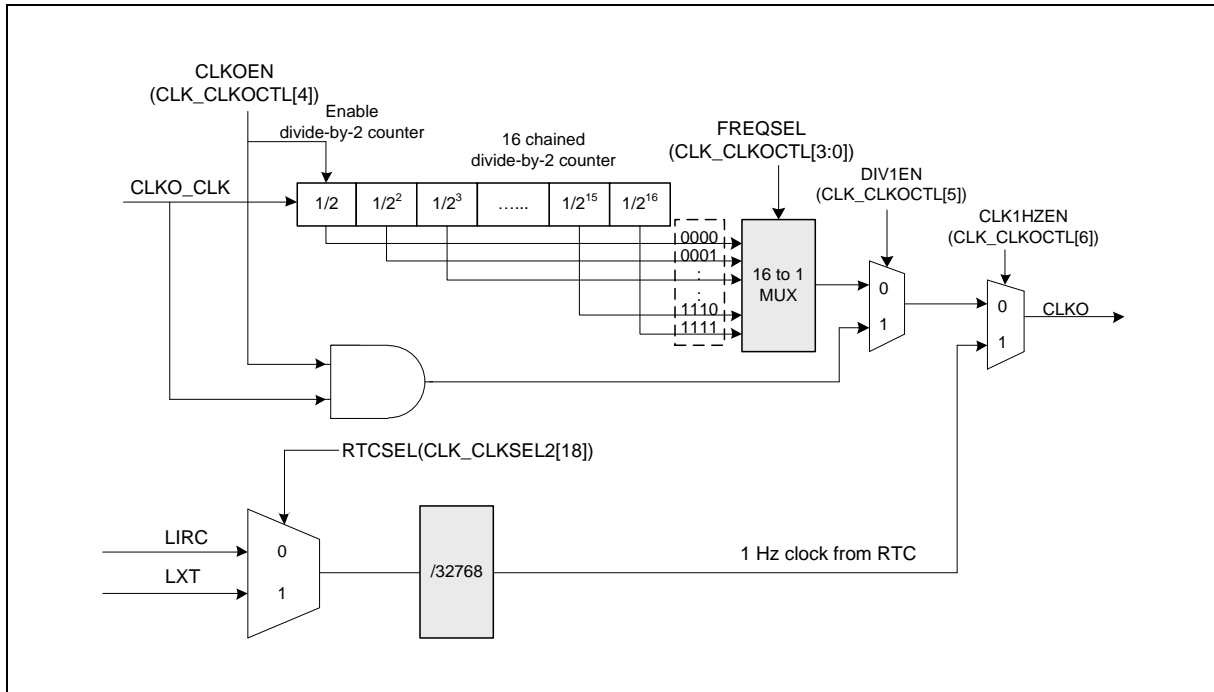 CLKOEN
(CLK_CLKOCTL[4])
Enable
divide-by-2 counter
16 chained
divide-by-2 counter
FREQSEL
(CLK_CLKOCTL[3:0])
DIV1EN
(CLK_CLKOCTL[5])
CLK1HZEN
(CLK_CLKOCTL[6])
CLKO_CLK
1/2 1/2² 1/2³ …... 1/2¹⁵ 1/2¹⁶
0000
0001
:
:
1110
1111
16 to 1
MUX
0
1
0
1
CLKO
RTCSEL(CLK_CLKSEL2[18])
LIRC
LXT
0
1
/32768
1 Hz clock from RTC